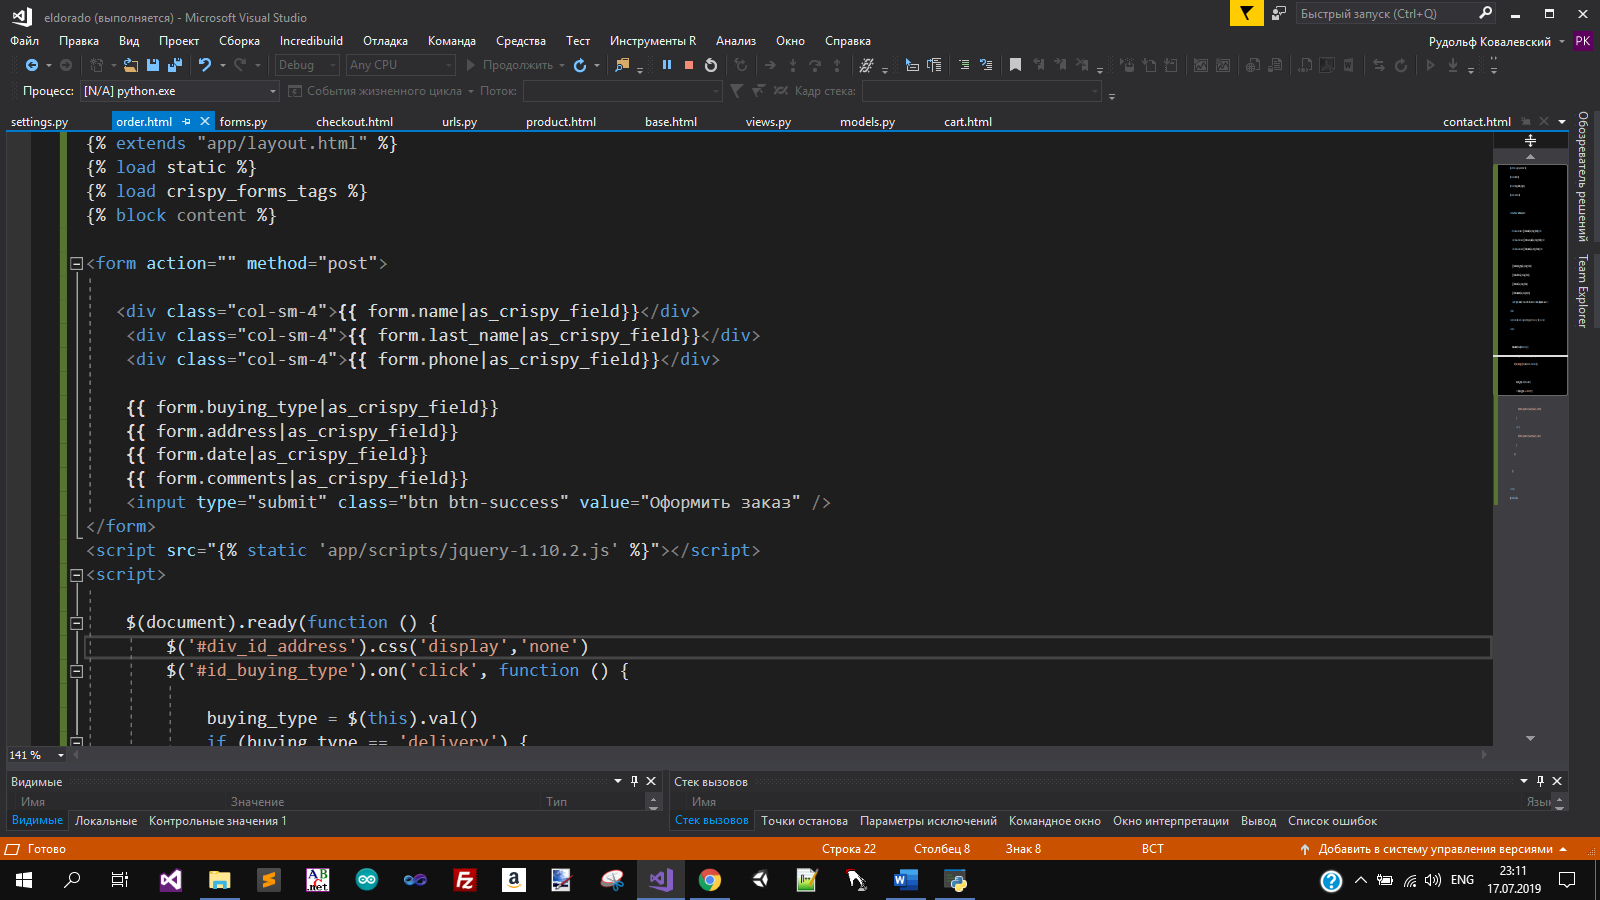 eldorado (выполняется) - Microsoft Visual Studio
Быстрый запуск (Ctrl+Q)
Файл Правка Вид Проект Сборка Incredibuild Отладка Команда Средства Тест Инструменты R Анализ Окно Справка
Рудольф Ковалевский РК
Debug Any CPU Продолжить
Процесс: [N/A] python.exe События жизненного цикла Поток: Кадр стека:
settings.py order.html forms.py checkout.html urls.py product.html base.html views.py models.py cart.html contact.html
{% extends "app/layout.html" %}
{% load static %}
{% load crispy_forms_tags %}
{% block content %}
<form action="" method="post">
<div class="col-sm-4">{{ form.name|as_crispy_field}}</div>
<div class="col-sm-4">{{ form.last_name|as_crispy_field}}</div>
<div class="col-sm-4">{{ form.phone|as_crispy_field}}</div>
{{ form.buying_type|as_crispy_field}}
{{ form.address|as_crispy_field}}
{{ form.date|as_crispy_field}}
{{ form.comments|as_crispy_field}}
<input type="submit" class="btn btn-success" value="Оформить заказ" />
</form>
<script src="{% static 'app/scripts/jquery-1.10.2.js' %}"></script>
<script>
$(document).ready(function () {
$('#div_id_address').css('display','none')
$('#id_buying_type').on('click', function () {
buying_type = $(this).val()
if (buying_type == 'delivery') {
Обозреватель решений
Team Explorer
141 %
Видимые
Имя Значение Тип
Видимые Локальные Контрольные значения 1
Стек вызовов
Имя Язык
Стек вызовов Точки останова Параметры исключений Командное окно Окно интерпретации Вывод Список ошибок
Готово Строка 22 Столбец 8 Знак 8 ВСТ Добавить в систему управления версиями
ENG
23:11
17.07.2019